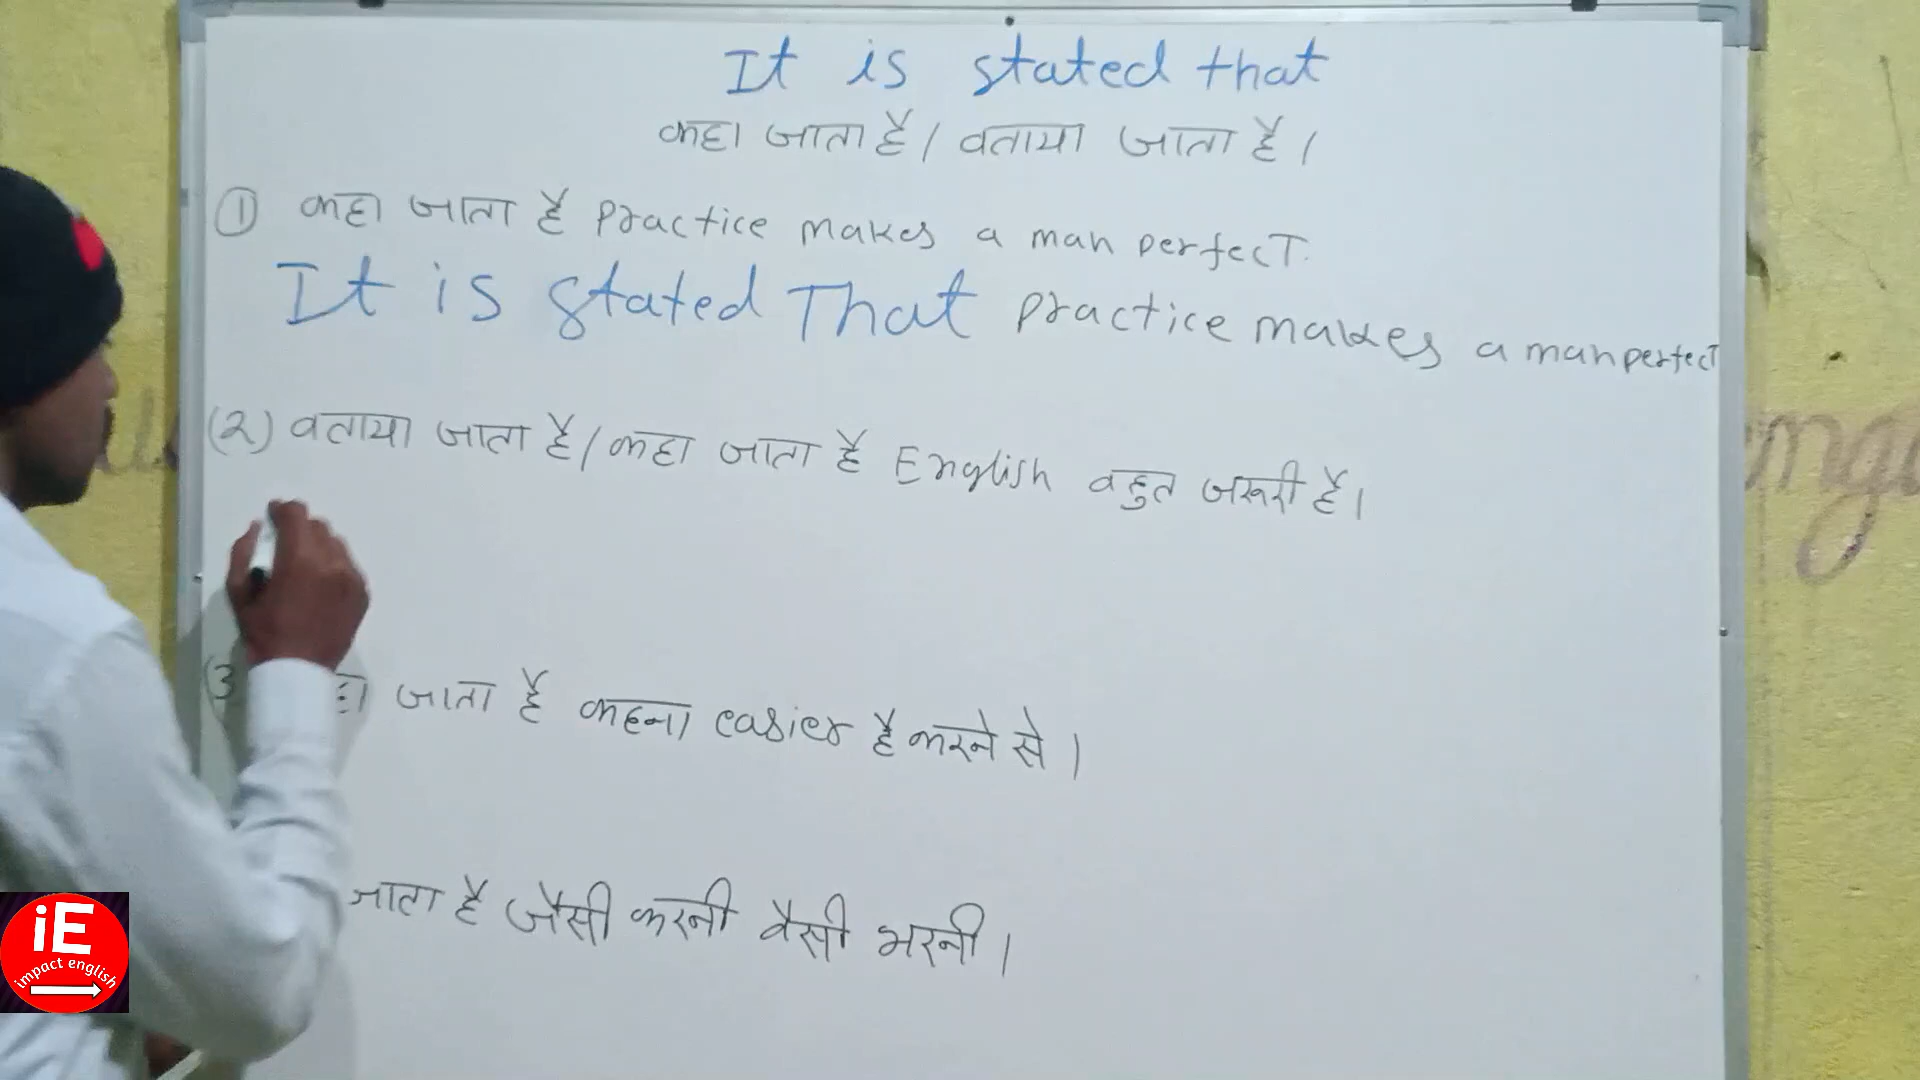 It is stated that
कहा जाता है / बताया जाता है ।
① कहा जाता है Practice makes a man perfect.
It is stated That practice makes a man perfect
(2) बताया जाता है / कहा जाता है English बहुत जरूरी है ।
(3 जाता है कहना easier है करने से ।
जाता है जैसी करनी वैसी भरनी ।
iE
impact english